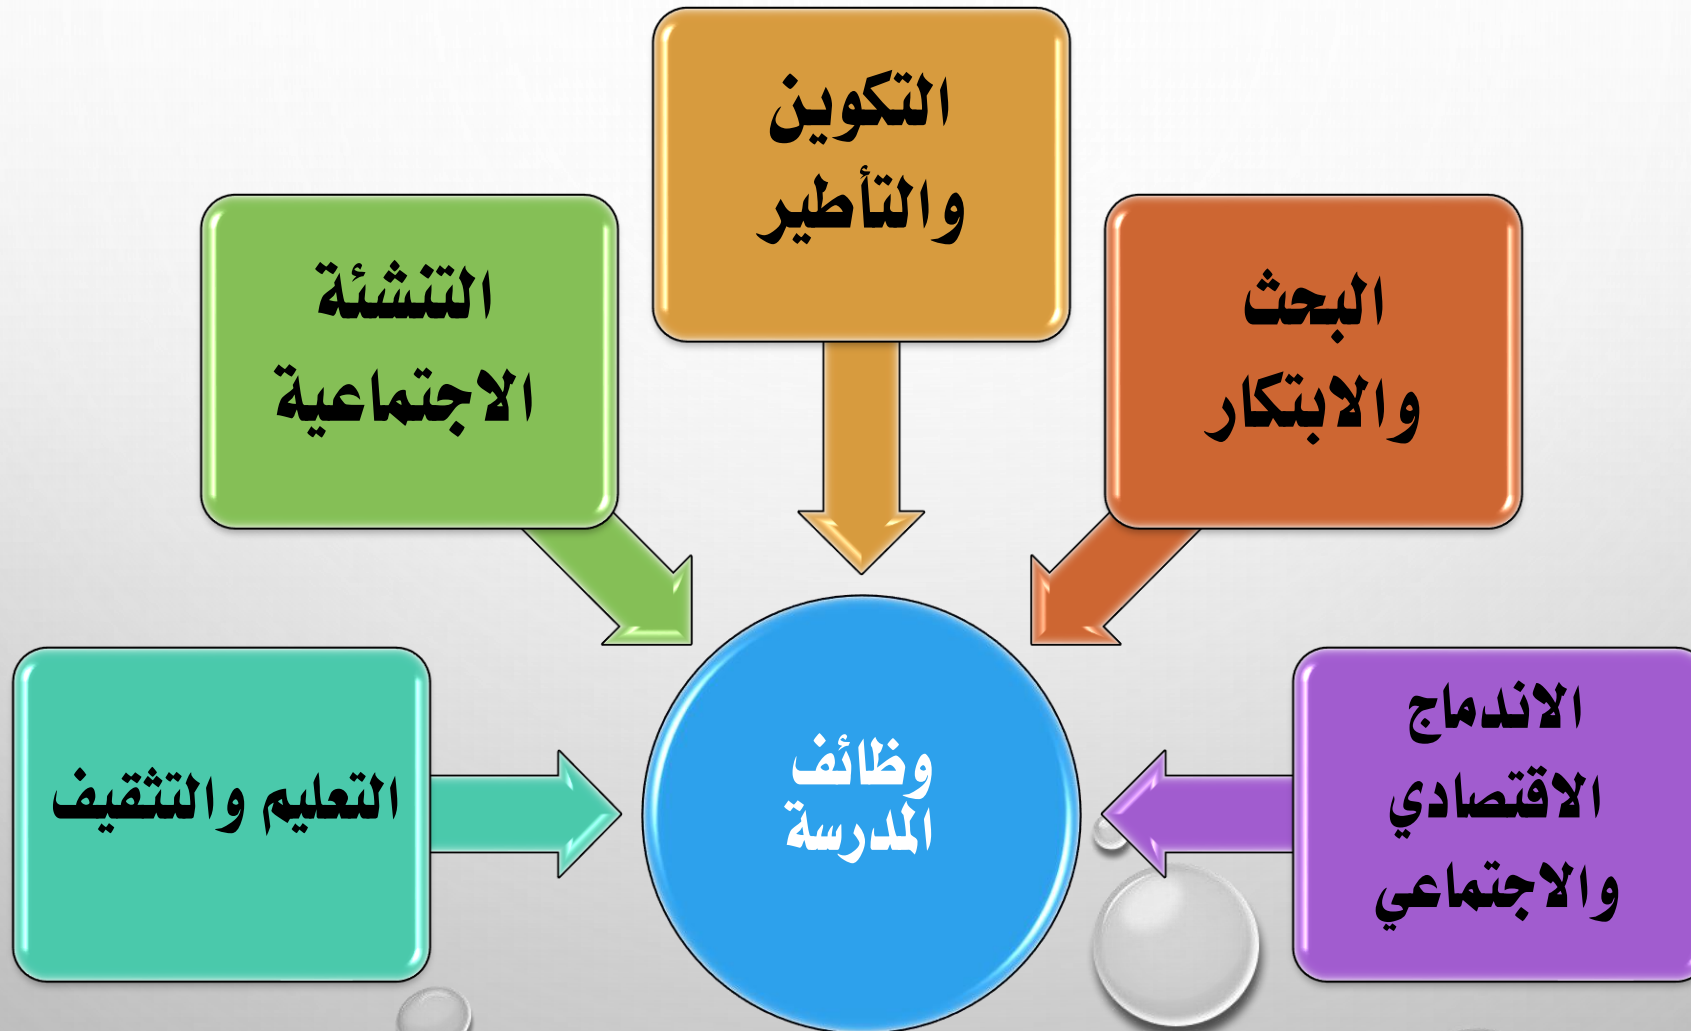 التكوين
والتأطير
البحث
والابتكار
التنشئة
الاجتماعية
الاندماج
الاقتصادي
والاجتماعي
وظائف
المدرسة
التعليم والتثقيف